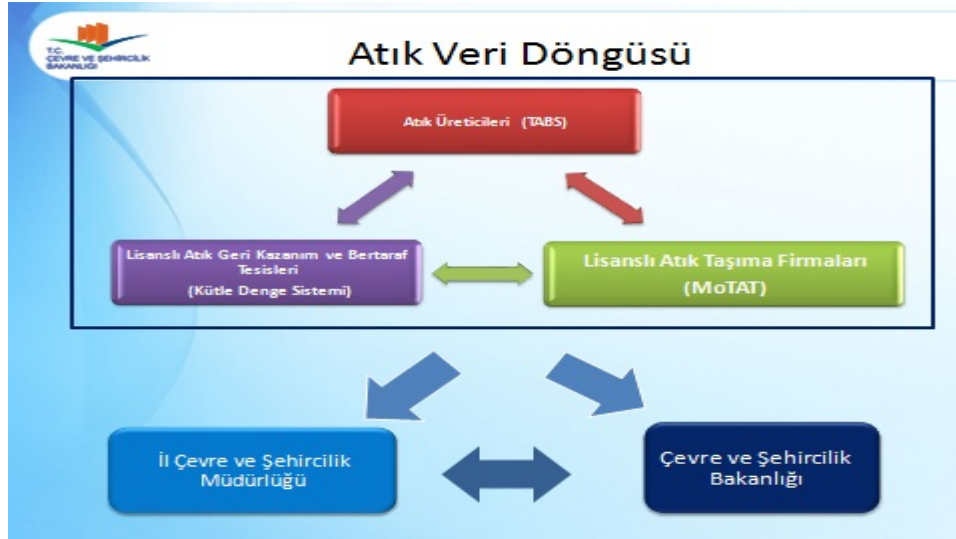 T.C.
ÇEVRE VE ŞEHİRCİLİK
BAKANLIĞI
Atık Veri Döngüsü
Atık Üreticileri (TABS)
Lisanslı Atık Geri Kazanım ve Bertaraf
Tesisleri
(Kütle Denge Sistemi)
Lisanslı Atık Taşıma Firmaları
(MoTAT)
İl Çevre ve Şehircilik
Müdürlüğü
Çevre ve Şehircilik
Bakanlığı